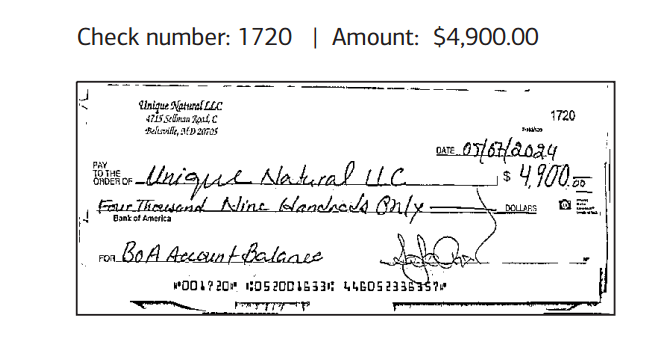 Check number: 1720 | Amount: $4,900.00
Unique Natural LLC
4715 Sellman Road, C
Beltsville, MD 20705
1720
DATE 05/07/2024
PAY
TO THE
ORDER OF Unique Natural LLC $ 4,900.00
Four Thousand Nine Handreds Only DOLLARS
Bank of America
FOR BoA Account Balance
⑈001720⑈ ⑆052001633⑆ 446052336357⑈